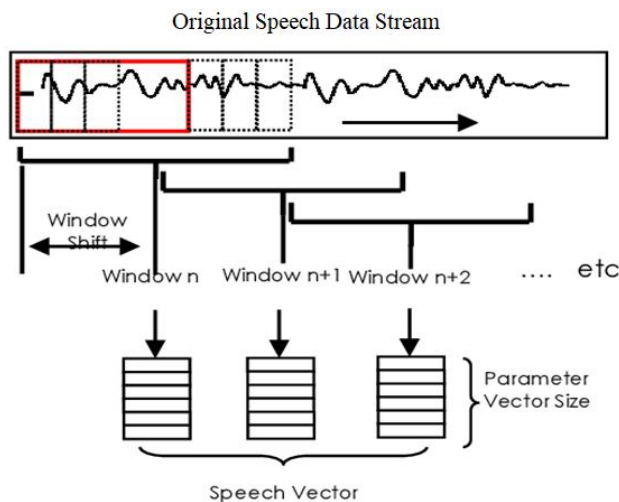 Original Speech Data Stream
Window
Shift
Window n
Window n+1
Window n+2
.... etc
Parameter
Vector Size
Speech Vector